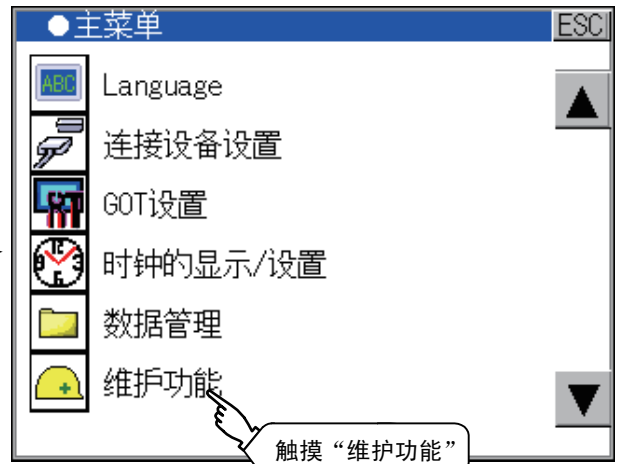 ●主菜单 ESC
ABC Language
连接设备设置
GOT设置
时钟的显示/设置
数据管理
维护功能
触摸“维护功能”